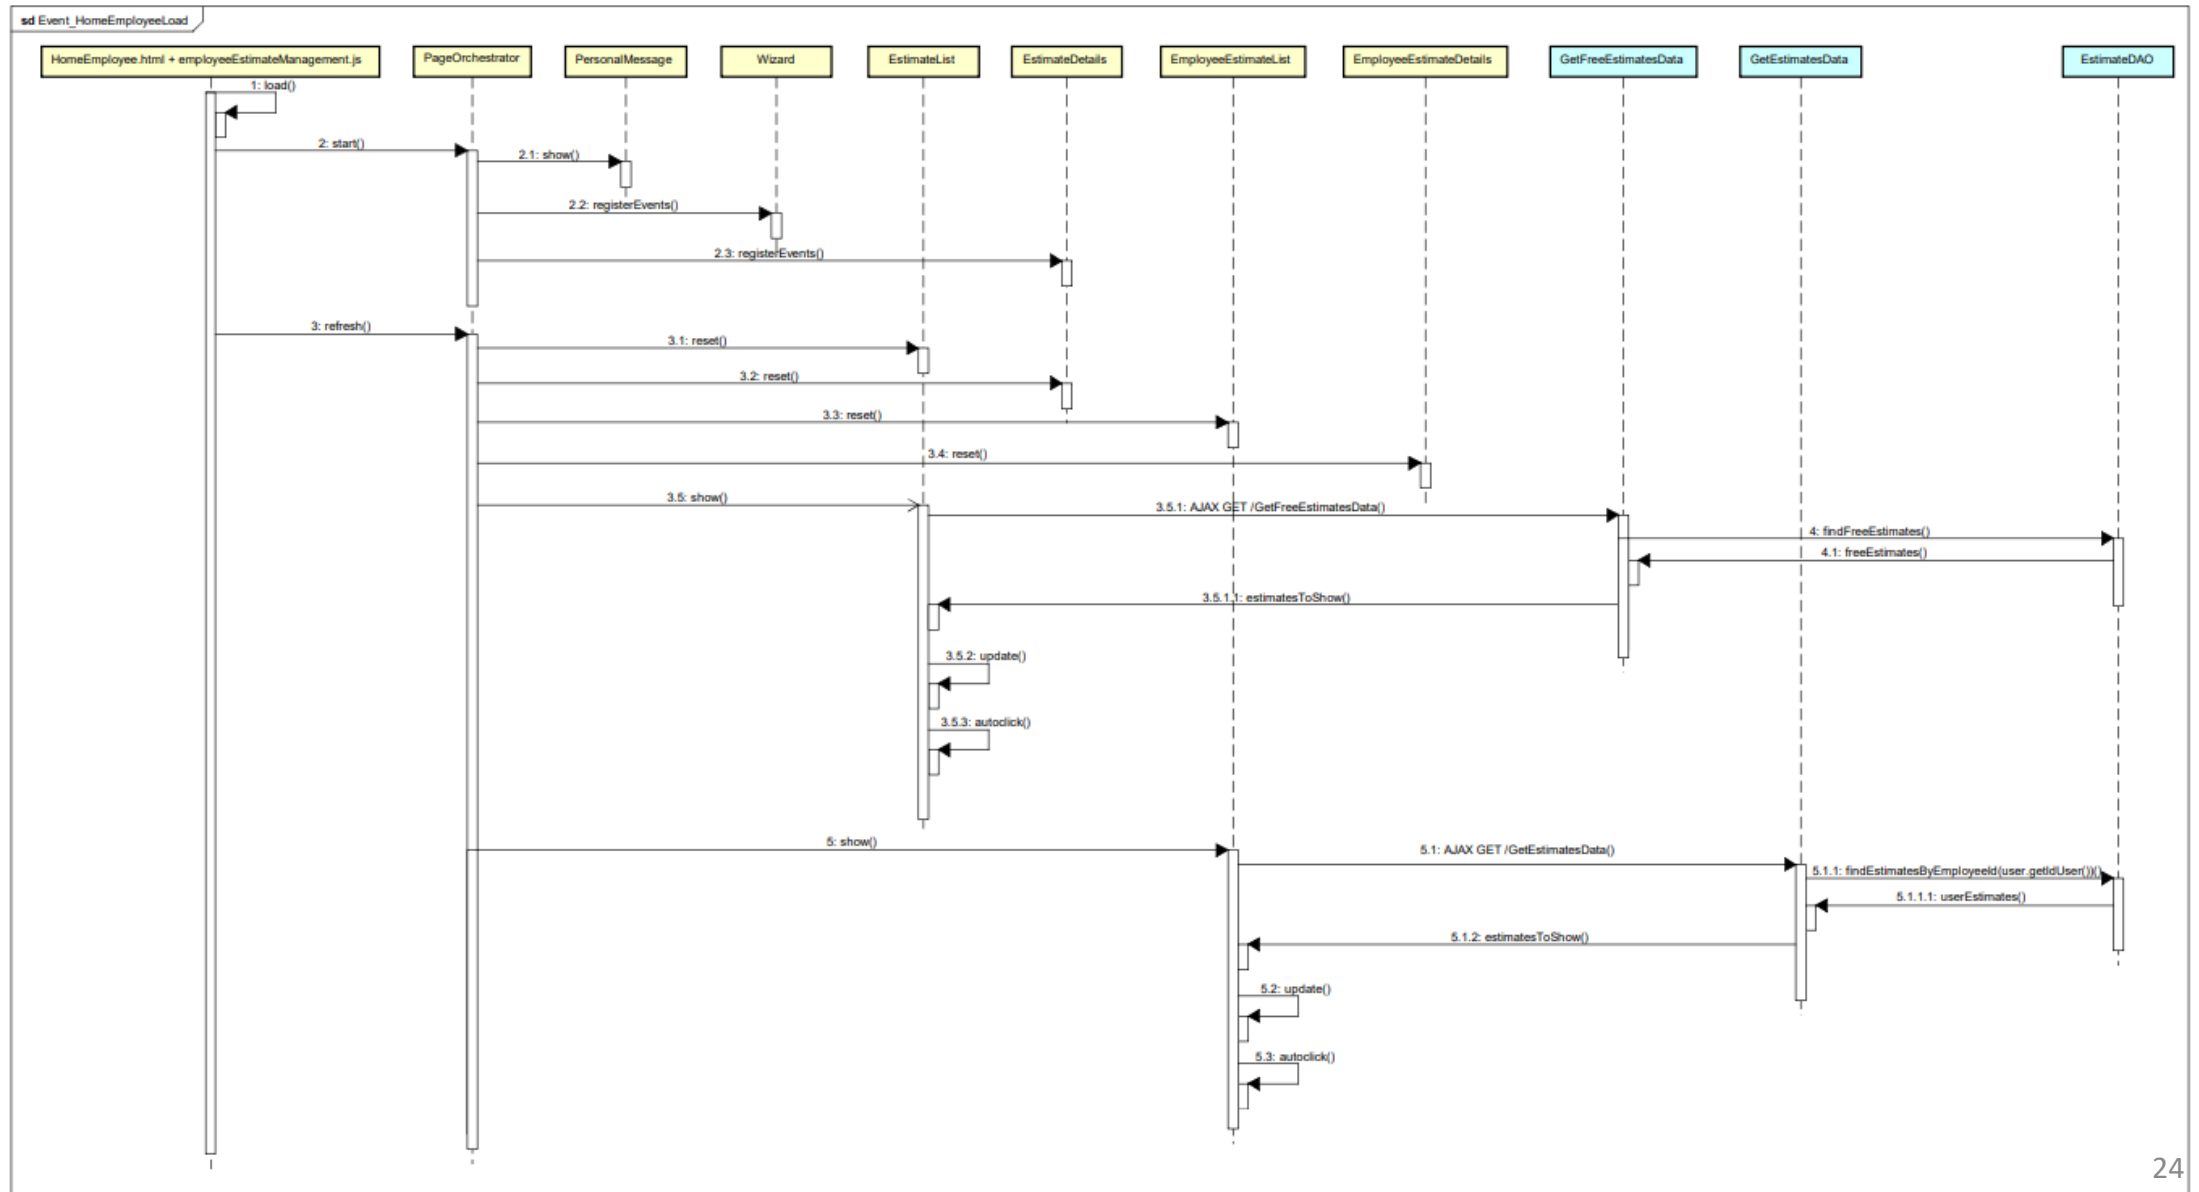 sd Event_HomeEmployeeLoad
HomeEmployee.html + employeeEstimateManagement.js
PageOrchestrator
PersonalMessage
Wizard
EstimateList
EstimateDetails
EmployeeEstimateList
EmployeeEstimateDetails
GetFreeEstimatesData
GetEstimatesData
EstimateDAO
1: load()
2: start()
2.1: show()
2.2: registerEvents()
2.3: registerEvents()
3: refresh()
3.1: reset()
3.2: reset()
3.3: reset()
3.4: reset()
3.5: show()
3.5.1: AJAX GET /GetFreeEstimatesData()
4: findFreeEstimates()
4.1: freeEstimates()
3.5.1.1: estimatesToShow()
3.5.2: update()
3.5.3: autoclick()
5: show()
5.1: AJAX GET /GetEstimatesData()
5.1.1: findEstimatesByEmployeeId(user.getIdUser())()
5.1.1.1: userEstimates()
5.1.2: estimatesToShow()
5.2: update()
5.3: autoclick()
24